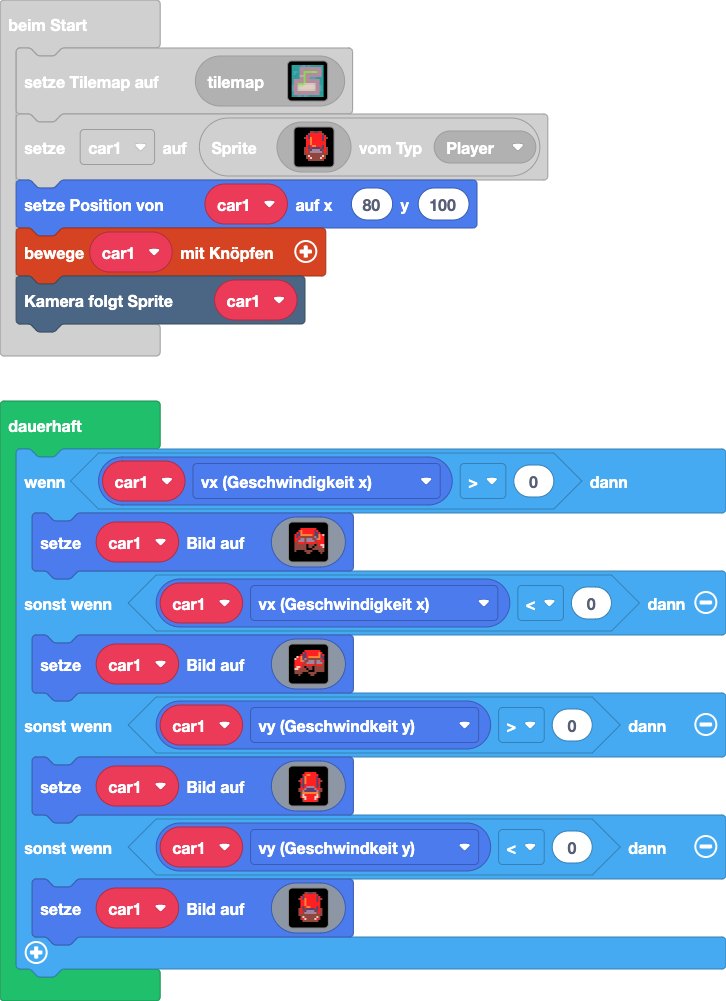 beim Start
setze Tilemap auf tilemap
setze car1 auf Sprite vom Typ Player
setze Position von car1 auf x 80 y 100
bewege car1 mit Knöpfen
Kamera folgt Sprite car1
dauerhaft
wenn car1 vx (Geschwindigkeit x) > 0 dann
setze car1 Bild auf
sonst wenn car1 vx (Geschwindigkeit x) < 0 dann
setze car1 Bild auf
sonst wenn car1 vy (Geschwindkeit y) > 0 dann
setze car1 Bild auf
sonst wenn car1 vy (Geschwindkeit y) < 0 dann
setze car1 Bild auf